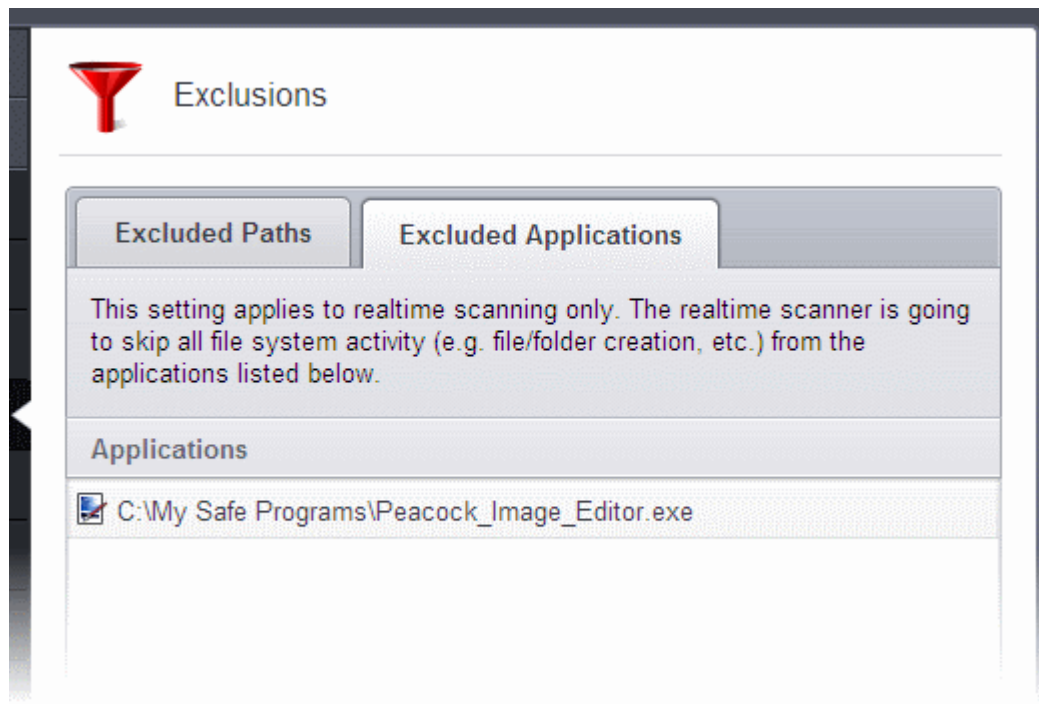 Exclusions
Excluded Paths
Excluded Applications
This setting applies to realtime scanning only. The realtime scanner is going
to skip all file system activity (e.g. file/folder creation, etc.) from the
applications listed below.
Applications
C:\My Safe Programs\Peacock_Image_Editor.exe